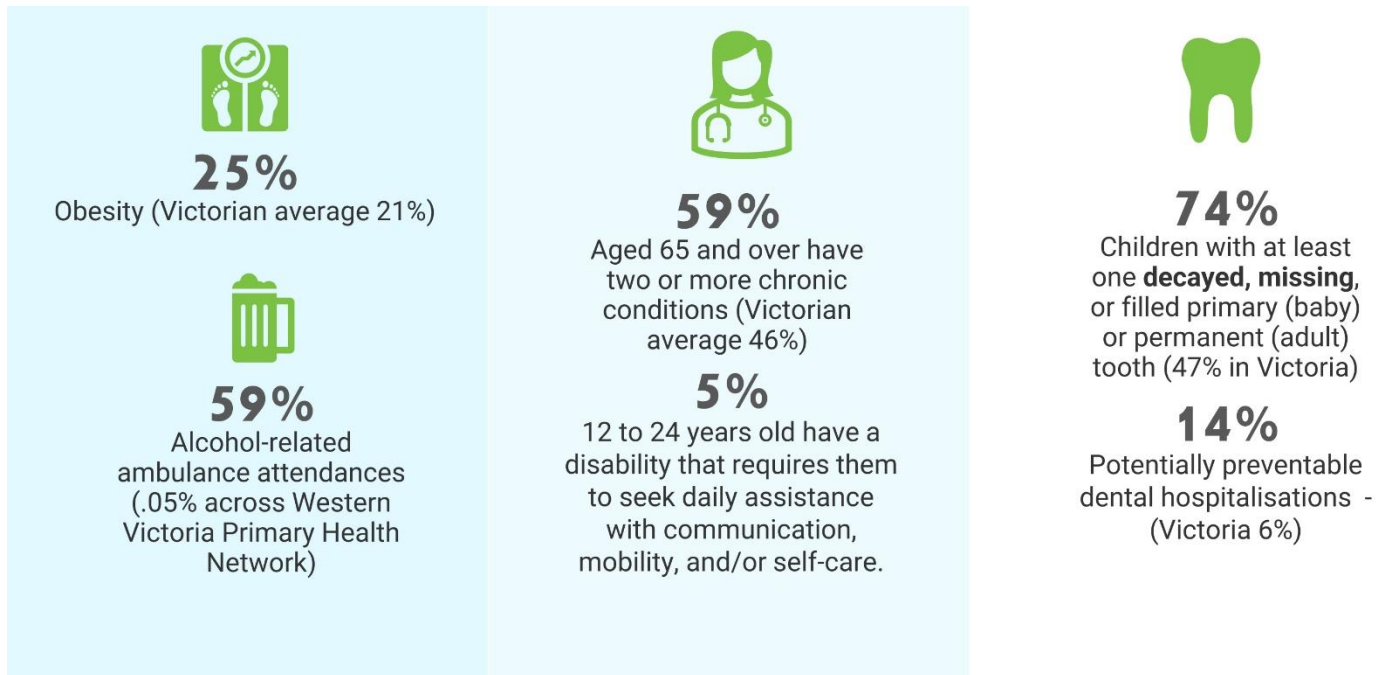 25%
Obesity (Victorian average 21%)
59%
Alcohol-related
ambulance attendances
(.05% across Western
Victoria Primary Health
Network)
59%
Aged 65 and over have
two or more chronic
conditions (Victorian
average 46%)
5%
12 to 24 years old have a
disability that requires them
to seek daily assistance
with communication,
mobility, and/or self-care.
74%
Children with at least
one decayed, missing,
or filled primary (baby)
or permanent (adult)
tooth (47% in Victoria)
14%
Potentially preventable
dental hospitalisations -
(Victoria 6%)